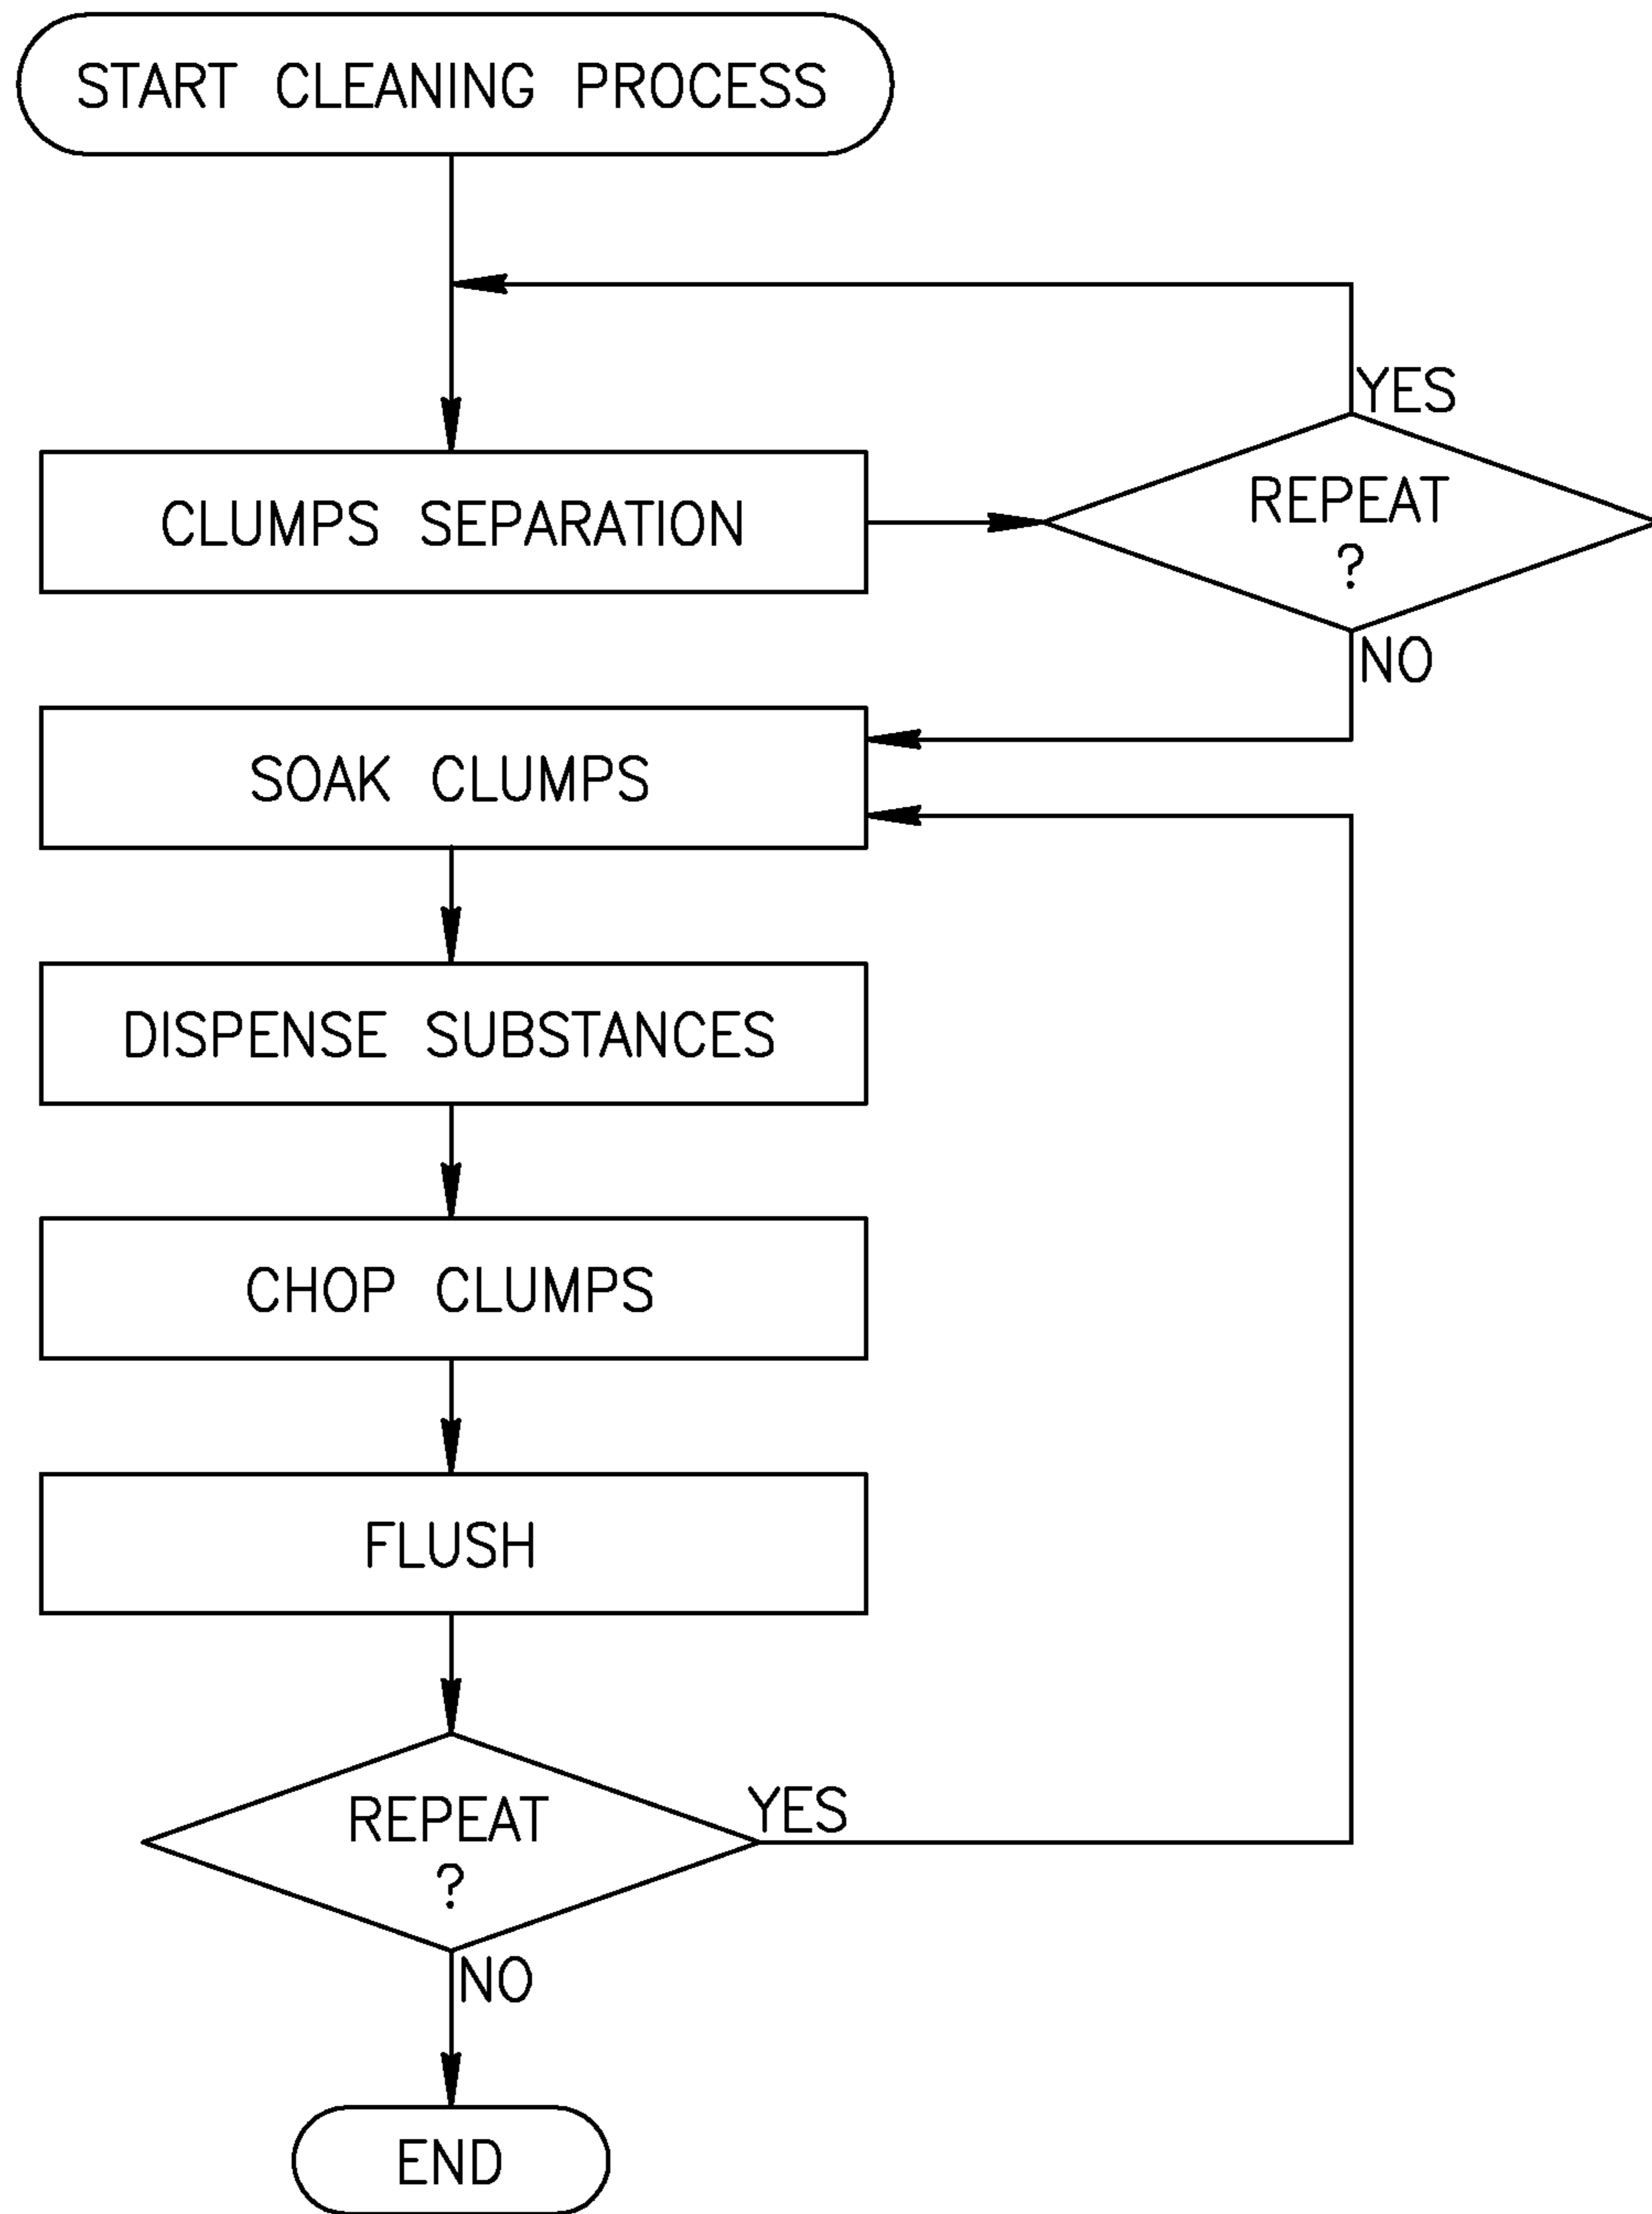 START CLEANING PROCESS
YES
CLUMPS SEPARATION
REPEAT
?
NO
SOAK CLUMPS
DISPENSE SUBSTANCES
CHOP CLUMPS
FLUSH
REPEAT
?
YES
NO
END